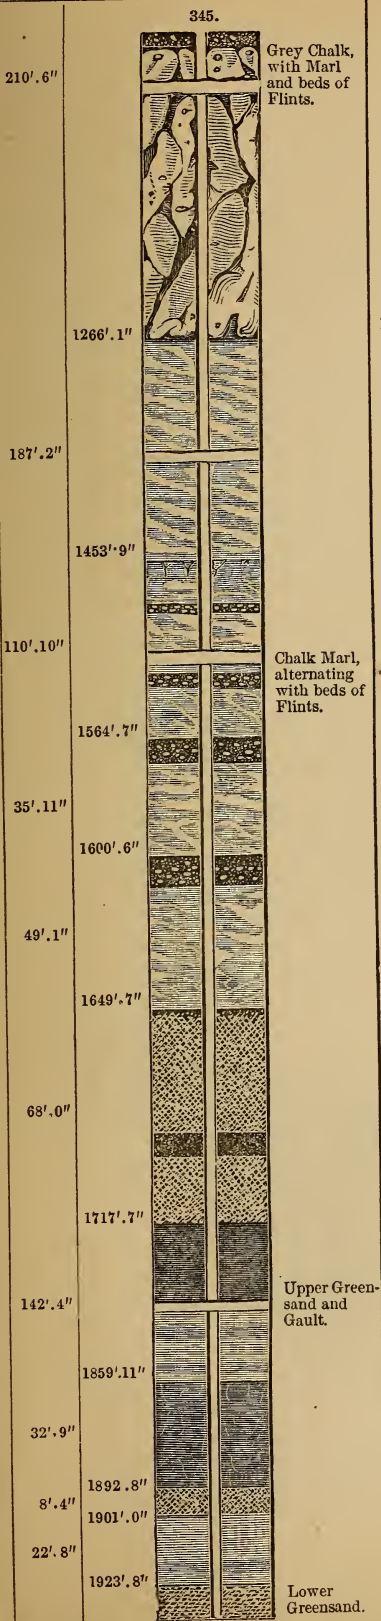 345.
Grey Chalk,
with Marl
and beds of
Flints.
210'.6"
1266'.1"
187'.2"
1453'·9"
110'.10"
Chalk Marl,
alternating
with beds of
Flints.
1564'.7"
35'.11"
1600'.6"
49'.1"
1649'.7"
68'.0"
1717'.7"
Upper Green-
sand and
Gault.
142'.4"
1859'.11"
32'.9"
1892.8"
8'.4"
1901'.0"
22'.8"
1923'.8"
Lower
Greensand.